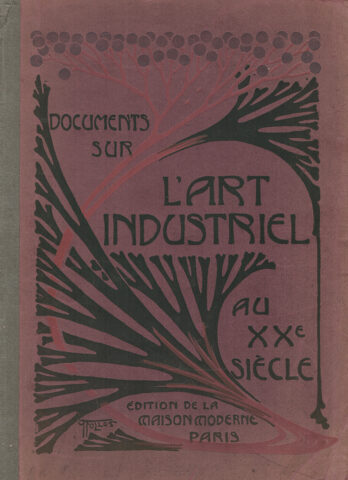 DOCUMENTS
SUR
L'ART
INDUSTRIEL
AU
XXe
SIÈCLE
ÉDITION DE LA
MAISON MODERNE
PARIS